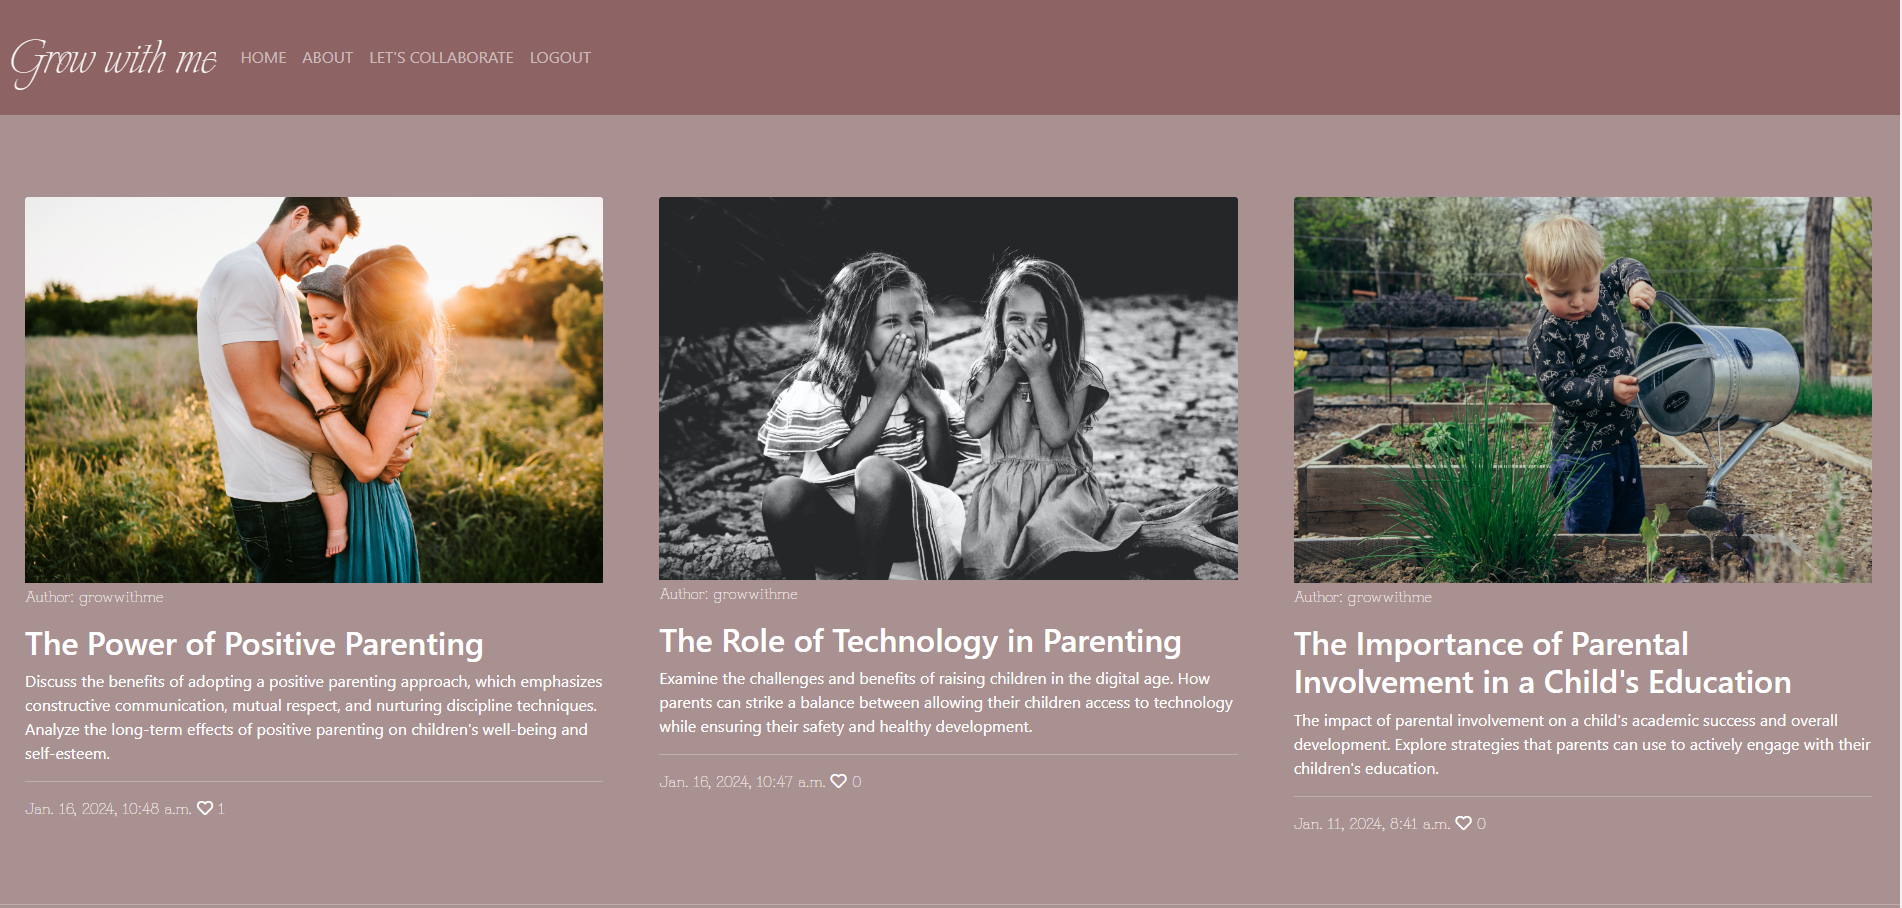 Grow with me
HOME ABOUT LET'S COLLABORATE LOGOUT
Author: growwithme
The Power of Positive Parenting
Discuss the benefits of adopting a positive parenting approach, which emphasizes
constructive communication, mutual respect, and nurturing discipline techniques.
Analyze the long-term effects of positive parenting on children's well-being and
self-esteem.
Jan. 16, 2024, 10:48 a.m. 1
Author: growwithme
The Role of Technology in Parenting
Examine the challenges and benefits of raising children in the digital age. How
parents can strike a balance between allowing their children access to technology
while ensuring their safety and healthy development.
Jan. 16, 2024, 10:47 a.m. 0
Author: growwithme
The Importance of Parental
Involvement in a Child's Education
The impact of parental involvement on a child's academic success and overall
development. Explore strategies that parents can use to actively engage with their
children's education.
Jan. 11, 2024, 8:41 a.m. 0